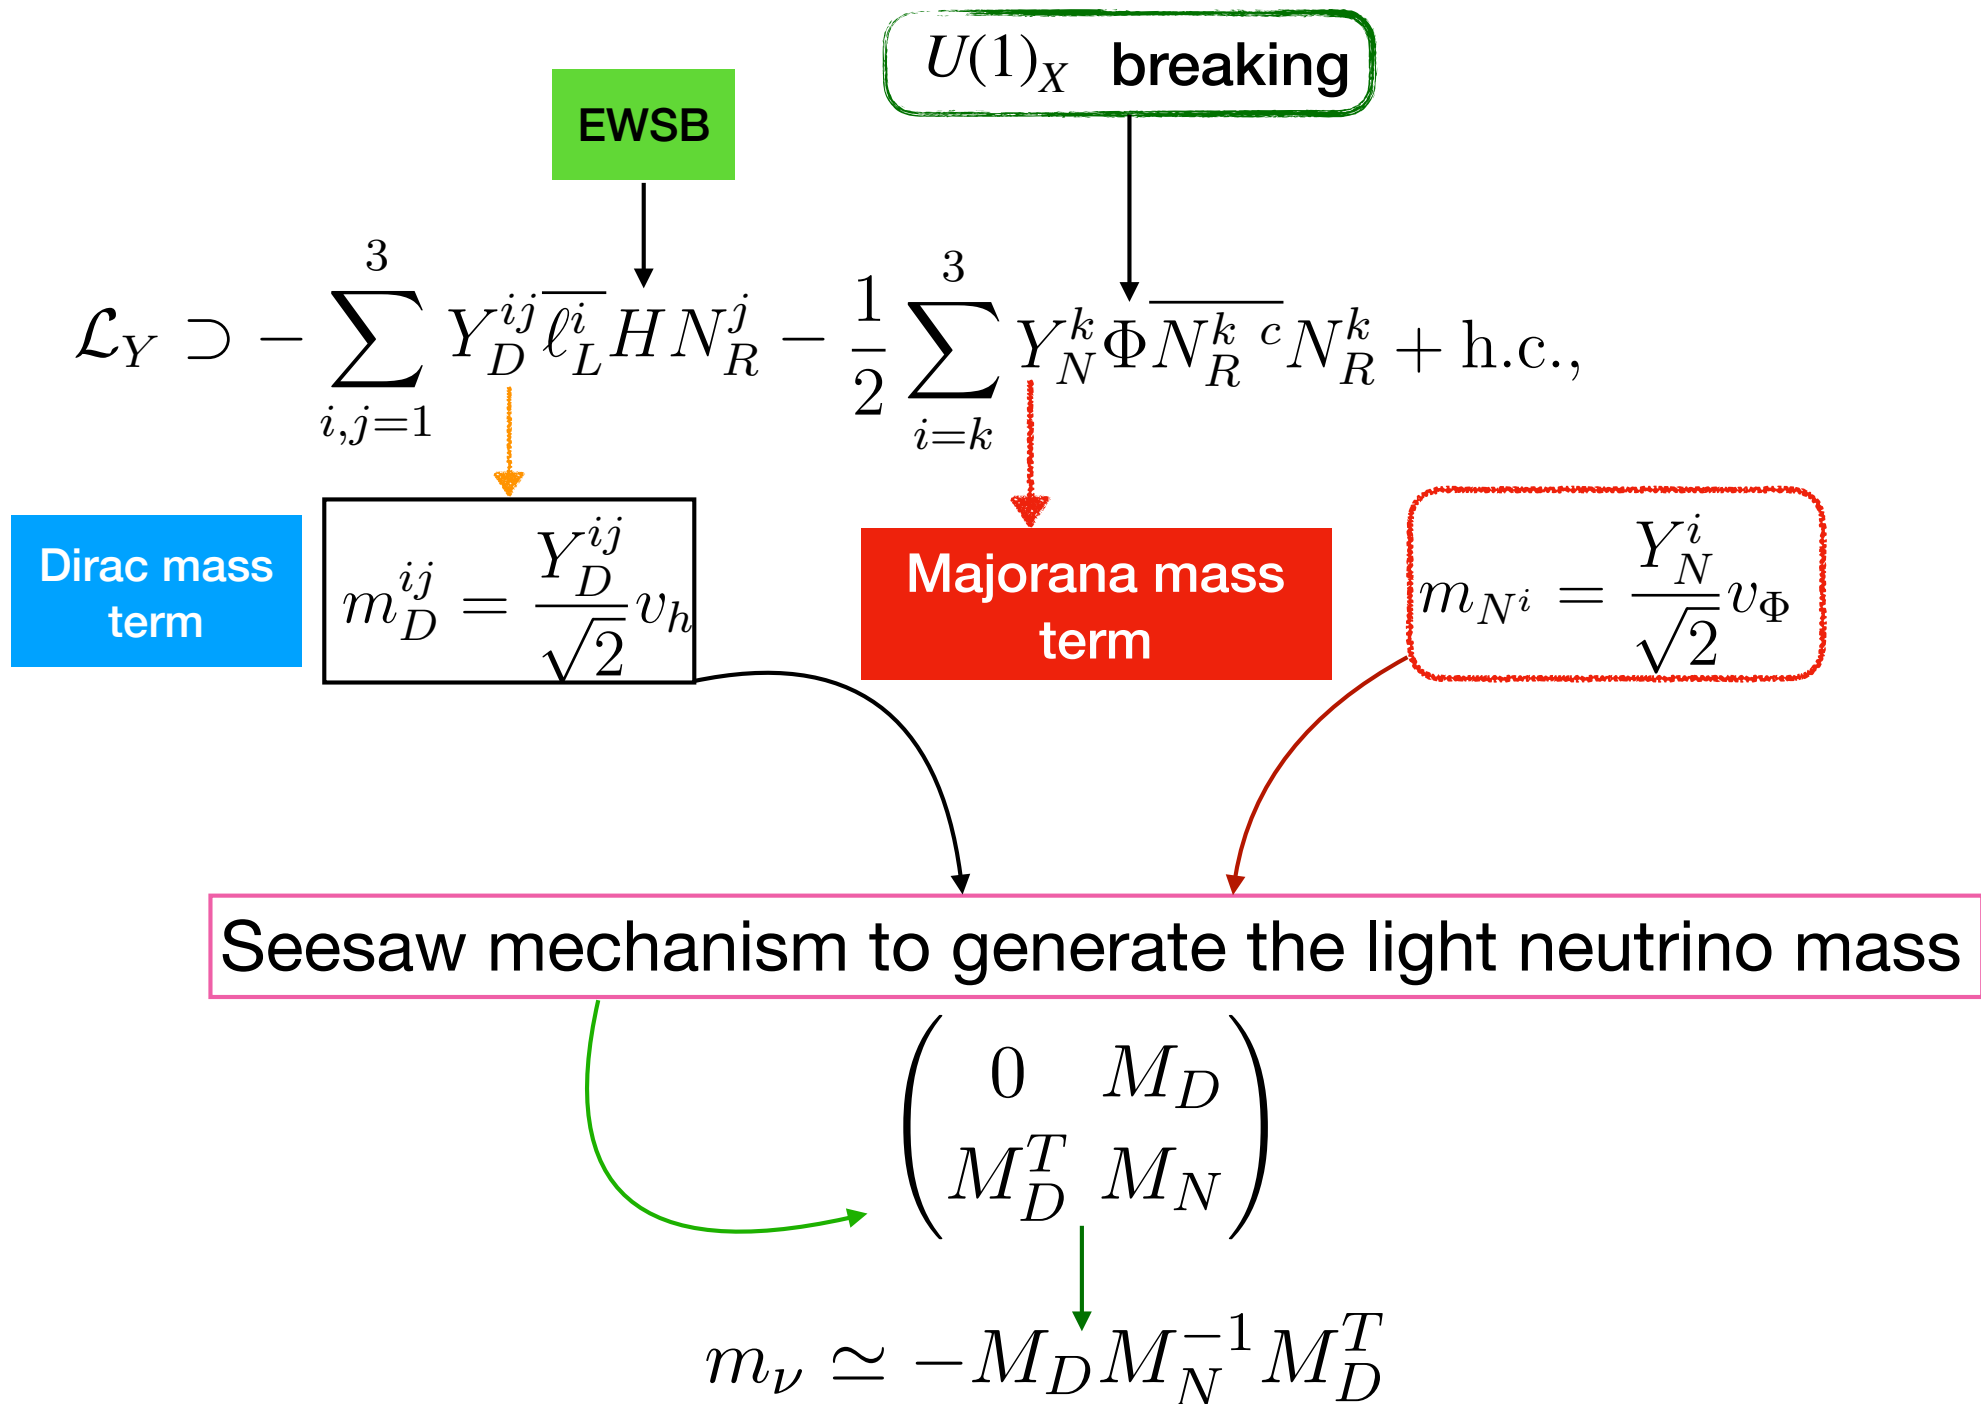 $U(1)_X$ breaking
EWSB
$\mathcal{L}_Y \supset -\sum_{i,j=1}^{3} Y_D^{ij} \overline{\ell_L^i} H N_R^j - \frac{1}{2} \sum_{i=k}^{3} Y_N^k \Phi \overline{N_R^{k\ c}} N_R^k + \mathrm{h.c.},$
Dirac mass
term
$m_D^{ij} = \frac{Y_D^{ij}}{\sqrt{2}} v_h$
Majorana mass
term
$m_{N^i} = \frac{Y_N^i}{\sqrt{2}} v_\Phi$
Seesaw mechanism to generate the light neutrino mass
$\begin{pmatrix} 0 & M_D \\ M_D^T & M_N \end{pmatrix}$
$m_\nu \simeq -M_D M_N^{-1} M_D^T$